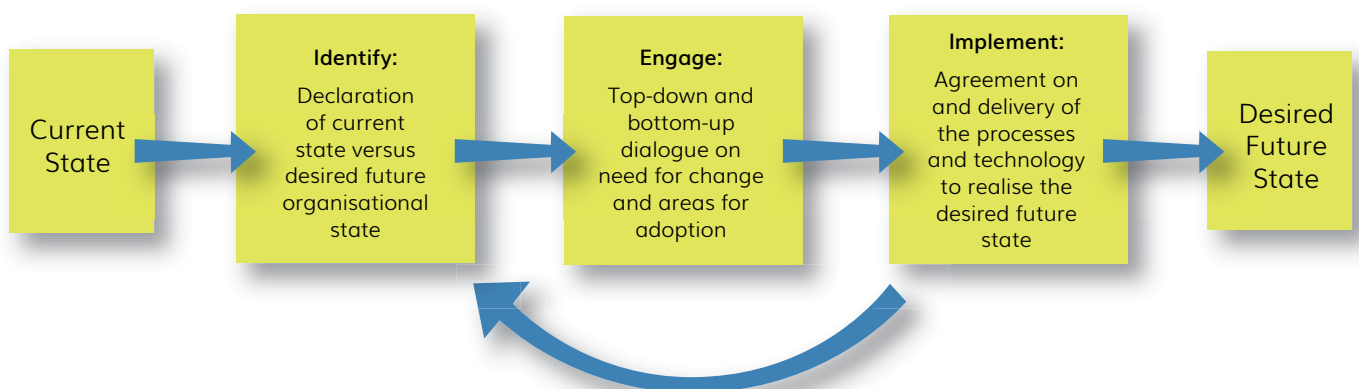 Current
State
Identify:
Declaration
of current
state versus
desired future
organisational
state
Engage:
Top-down and
bottom-up
dialogue on
need for change
and areas for
adoption
Implement:
Agreement on
and delivery of
the processes
and technology
to realise the
desired future
state
Desired
Future
State